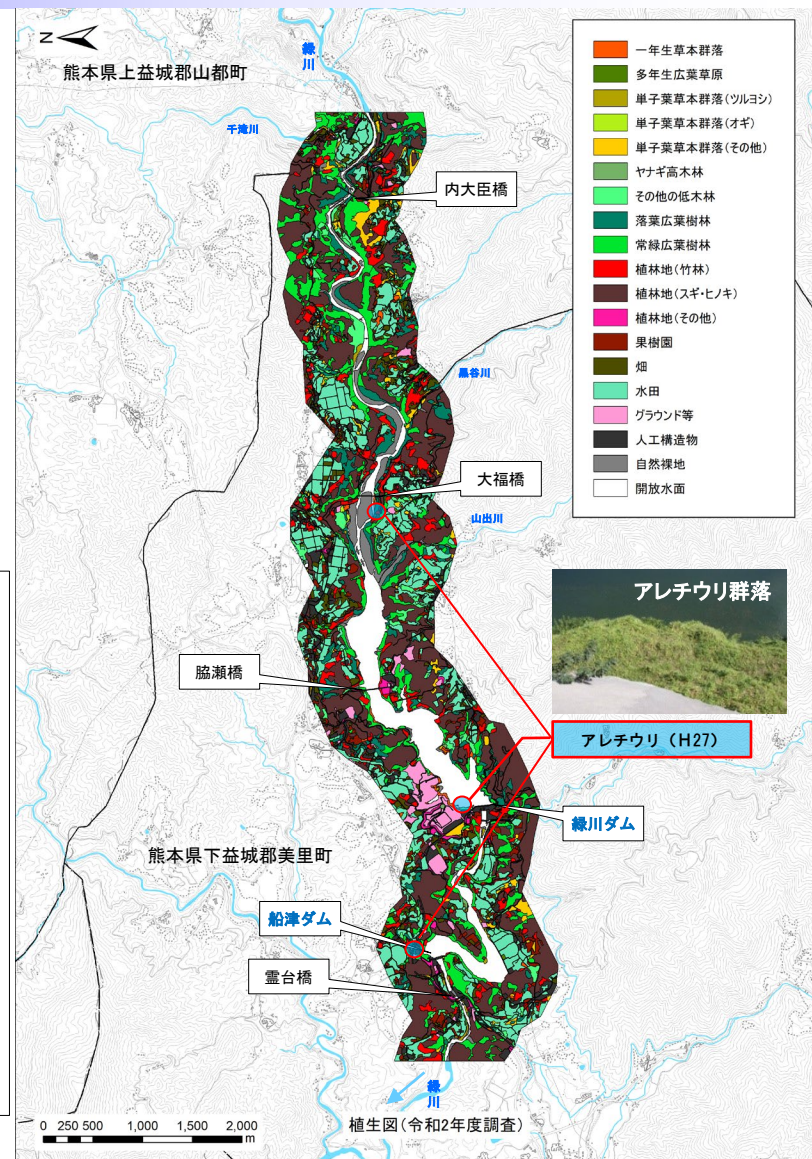 N
緑川
熊本県上益城郡山都町
千滝川
内大臣橋
一年生草本群落
多年生広葉草原
単子葉草本群落(ツルヨシ)
単子葉草本群落(オギ)
単子葉草本群落(その他)
ヤナギ高木林
その他の低木林
落葉広葉樹林
常緑広葉樹林
植林地(竹林)
植林地(スギ・ヒノキ)
植林地(その他)
果樹園
畑
水田
グラウンド等
人工構造物
自然裸地
開放水面
黒谷川
大福橋
山出川
アレチウリ群落
脇瀬橋
アレチウリ（H27）
緑川ダム
熊本県下益城郡美里町
船津ダム
霊台橋
緑川
0 250 500 1,000 1,500 2,000
m
植生図(令和2年度調査)